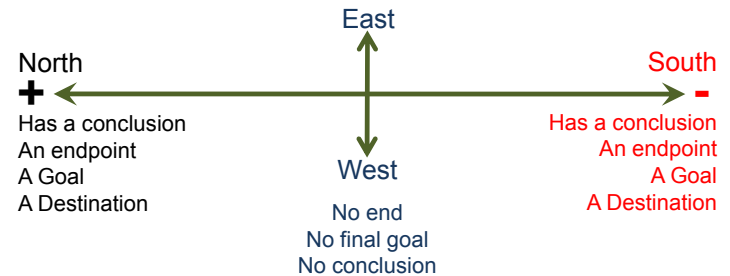 East
North
+
Has a conclusion
An endpoint
A Goal
A Destination
South
-
Has a conclusion
An endpoint
A Goal
A Destination
West
No end
No final goal
No conclusion